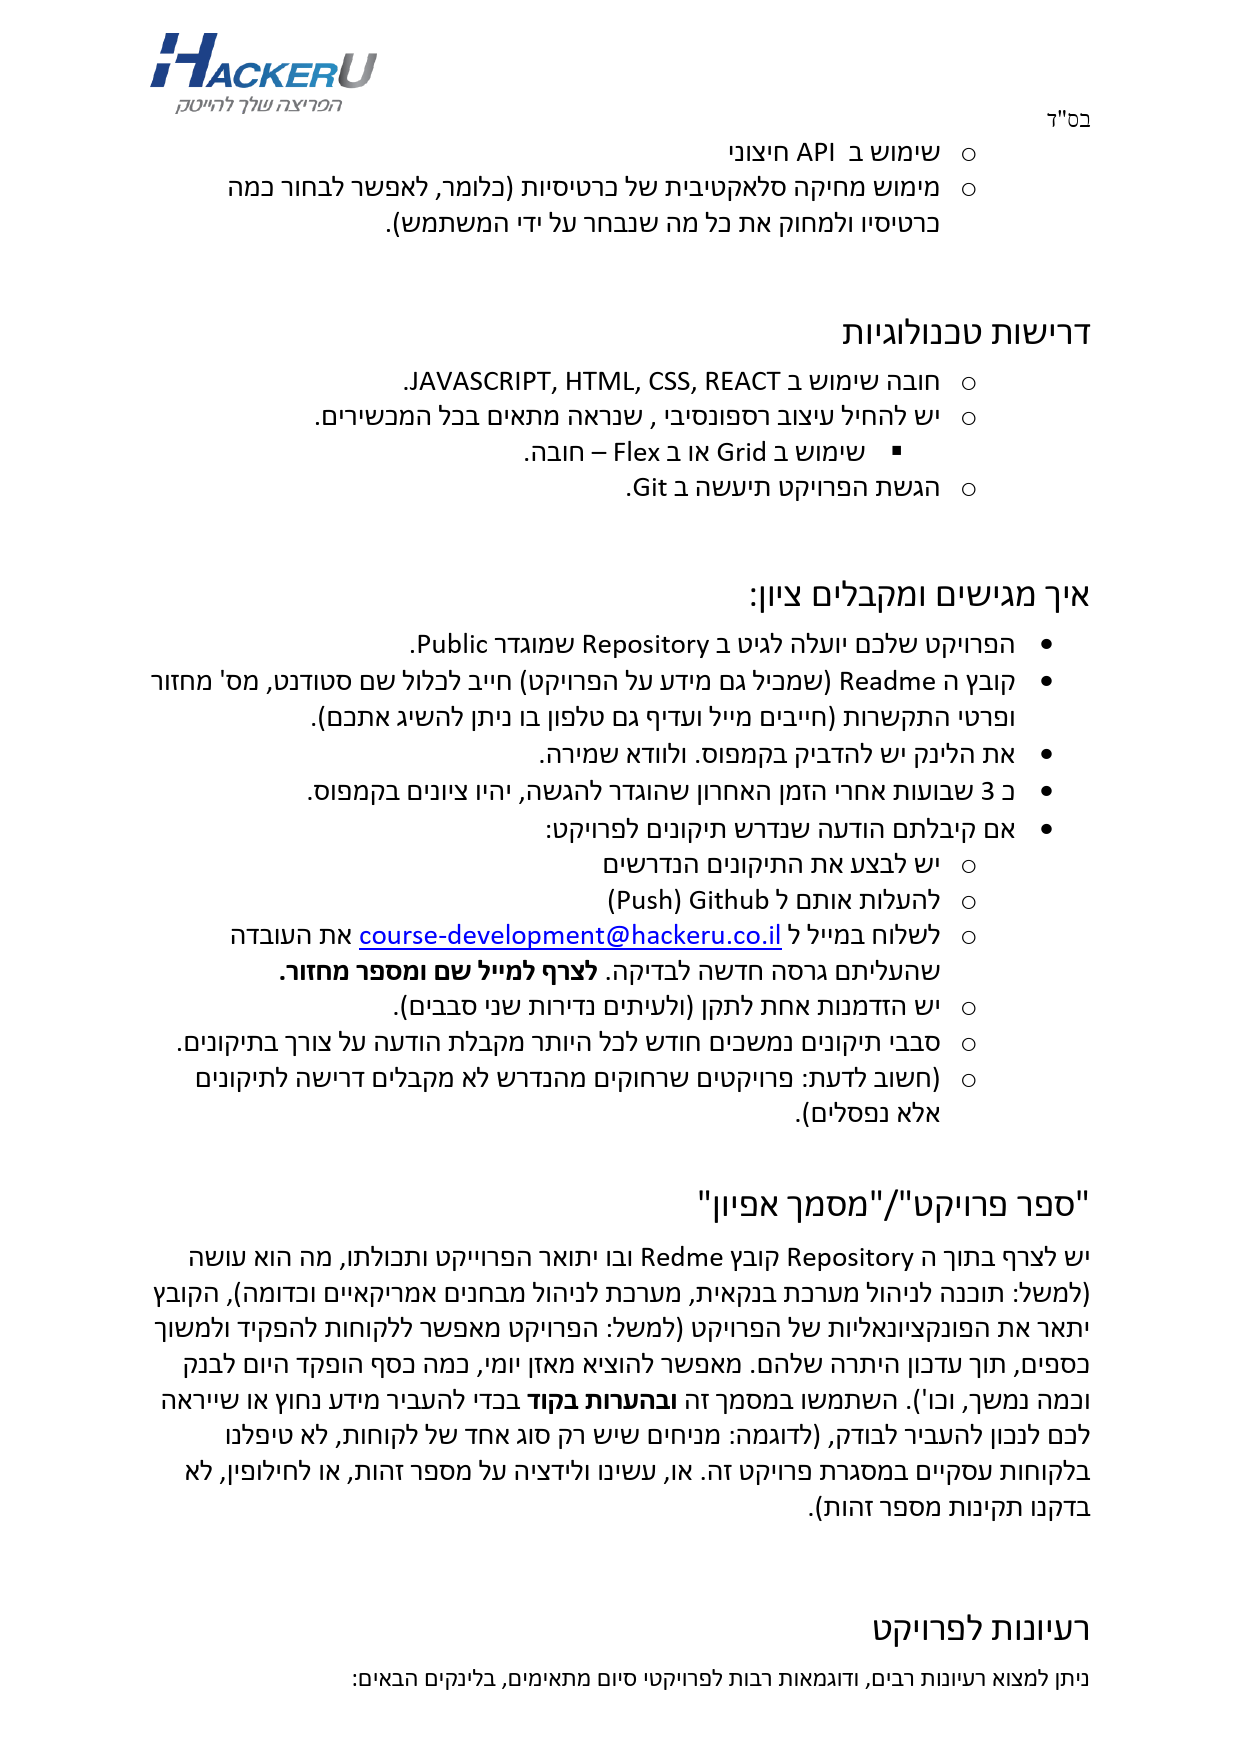 HACKERU
הפריצה שלך להייטק
בס"ד
○ שימוש ב API חיצוני
○ מימוש מחיקה סלאקטיבית של כרטיסיות (כלומר, לאפשר לבחור כמה
כרטיסיו ולמחוק את כל מה שנבחר על ידי המשתמש).
דרישות טכנולוגיות
○ חובה שימוש ב JAVASCRIPT, HTML, CSS, REACT.
○ יש להחיל עיצוב רספונסיבי , שנראה מתאים בכל המכשירים.
▪ שימוש ב Grid או ב Flex – חובה.
○ הגשת הפרויקט תיעשה ב Git.
איך מגישים ומקבלים ציון:
● הפרויקט שלכם יועלה לגיט ב Repository שמוגדר Public.
● קובץ ה Readme (שמכיל גם מידע על הפרויקט) חייב לכלול שם סטודנט, מס' מחזור
ופרטי התקשרות (חייבים מייל ועדיף גם טלפון בו ניתן להשיג אתכם).
● את הלינק יש להדביק בקמפוס. ולוודא שמירה.
● כ 3 שבועות אחרי הזמן האחרון שהוגדר להגשה, יהיו ציונים בקמפוס.
● אם קיבלתם הודעה שנדרש תיקונים לפרויקט:
○ יש לבצע את התיקונים הנדרשים
○ להעלות אותם ל Github (Push)
○ לשלוח במייל ל course-development@hackeru.co.il את העובדה
שהעליתם גרסה חדשה לבדיקה. לצרף למייל שם ומספר מחזור.
○ יש הזדמנות אחת לתקן (ולעיתים נדירות שני סבבים).
○ סבבי תיקונים נמשכים חודש לכל היותר מקבלת הודעה על צורך בתיקונים.
○ (חשוב לדעת: פרויקטים שרחוקים מהנדרש לא מקבלים דרישה לתיקונים
אלא נפסלים).
"ספר פרויקט"/"מסמך אפיון"
יש לצרף בתוך ה Repository קובץ Redme ובו יתואר הפרוייקט ותכולתו, מה הוא עושה
(למשל: תוכנה לניהול מערכת בנקאית, מערכת לניהול מבחנים אמריקאיים וכדומה), הקובץ
יתאר את הפונקציונאליות של הפרויקט (למשל: הפרויקט מאפשר ללקוחות להפקיד ולמשוך
כספים, תוך עדכון היתרה שלהם. מאפשר להוציא מאזן יומי, כמה כסף הופקד היום לבנק
וכמה נמשך, וכו'). השתמשו במסמך זה ובהערות בקוד בכדי להעביר מידע נחוץ או שייראה
לכם לנכון להעביר לבודק, (לדוגמה: מניחים שיש רק סוג אחד של לקוחות, לא טיפלנו
בלקוחות עסקיים במסגרת פרויקט זה. או, עשינו ולידציה על מספר זהות, או לחילופין, לא
בדקנו תקינות מספר זהות).
רעיונות לפרויקט
ניתן למצוא רעיונות רבים, ודוגמאות רבות לפרויקטי סיום מתאימים, בלינקים הבאים: